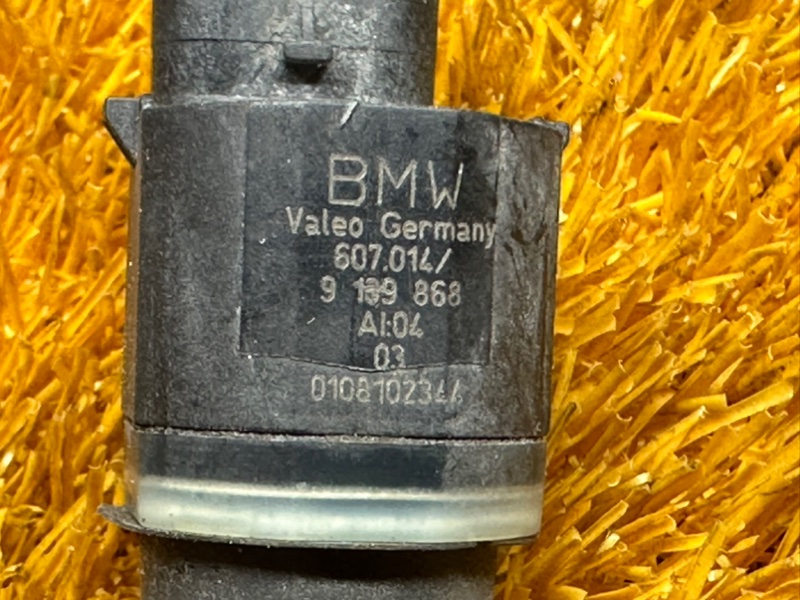 BMW
Valeo Germany
607.014/
9 139 868
AI:04
03
0108102344